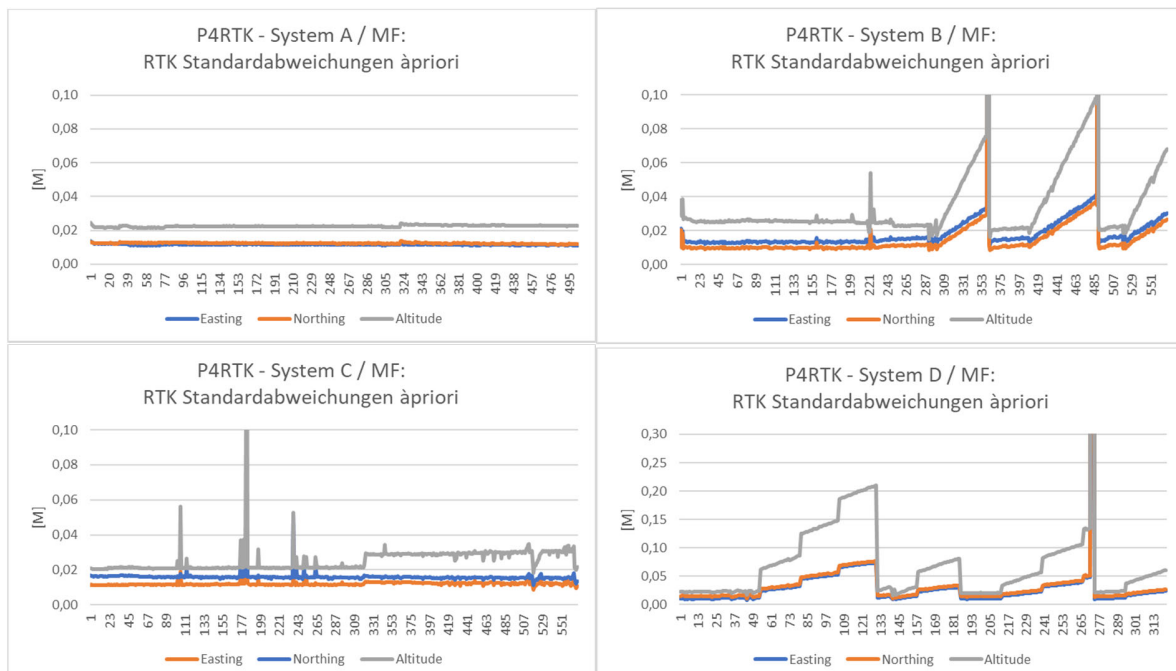 P4RTK - System A / MF:
RTK Standardabweichungen àpriori
0,10
0,08
0,06
0,04
0,02
0,00
[M]
1 20 39 58 77 96 115 134 153 172 191 210 229 248 267 286 305 324 343 362 381 400 419 438 457 476 495
Easting Northing Altitude
P4RTK - System B / MF:
RTK Standardabweichungen àpriori
0,10
0,08
0,06
0,04
0,02
0,00
[M]
1 23 45 67 89 111 133 155 177 199 221 243 265 287 309 331 353 375 397 419 441 463 485 507 529 551
Easting Northing Altitude
P4RTK - System C / MF:
RTK Standardabweichungen àpriori
0,10
0,08
0,06
0,04
0,02
0,00
[M]
1 23 45 67 89 111 133 155 177 199 221 243 265 287 309 331 353 375 397 419 441 463 485 507 529 551
Easting Northing Altitude
P4RTK - System D / MF:
RTK Standardabweichungen àpriori
0,30
0,25
0,20
0,15
0,10
0,05
0,00
[M]
1 13 25 37 49 61 73 85 97 109 121 133 145 157 169 181 193 205 217 229 241 253 265 277 289 301 313
Easting Northing Altitude